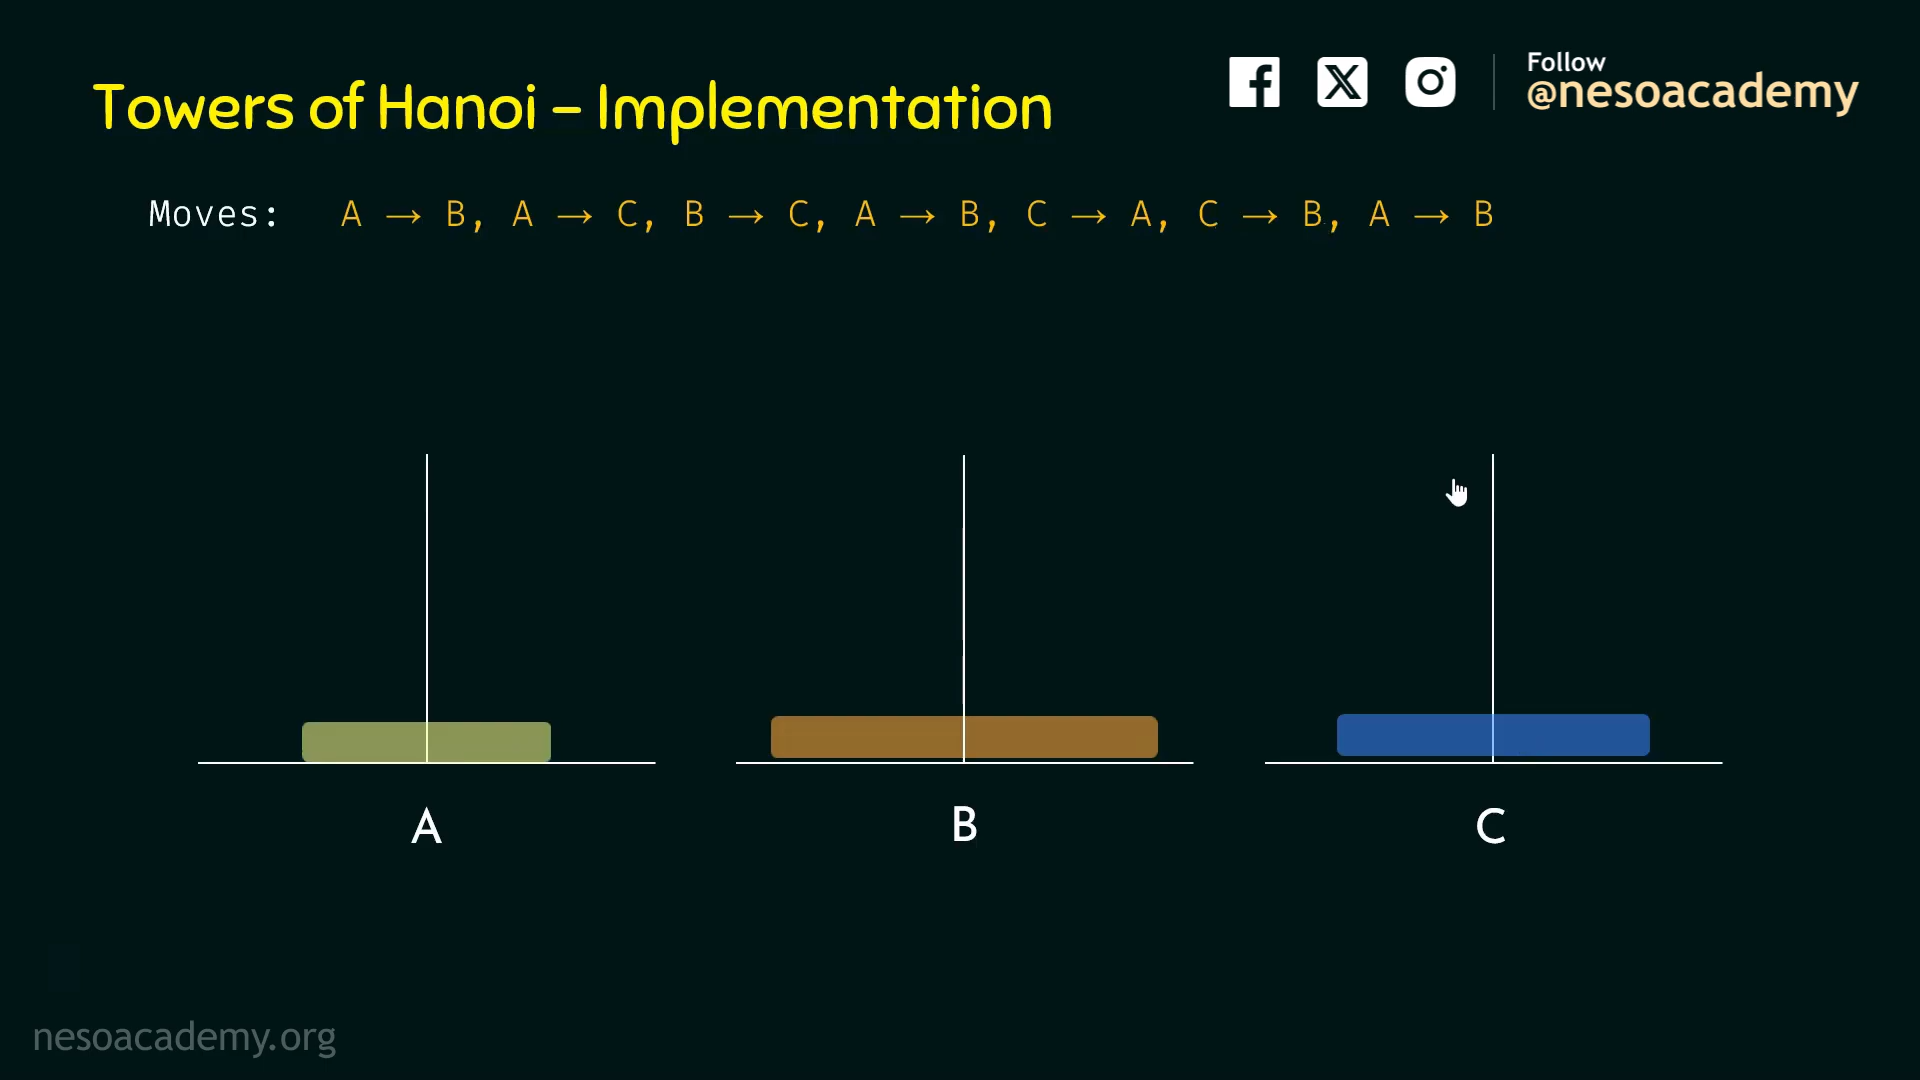 Towers of Hanoi – Implementation
Follow
@nesoacademy
Moves: A → B, A → C, B → C, A → B, C → A, C → B, A → B
A B C
nesoacademy.org